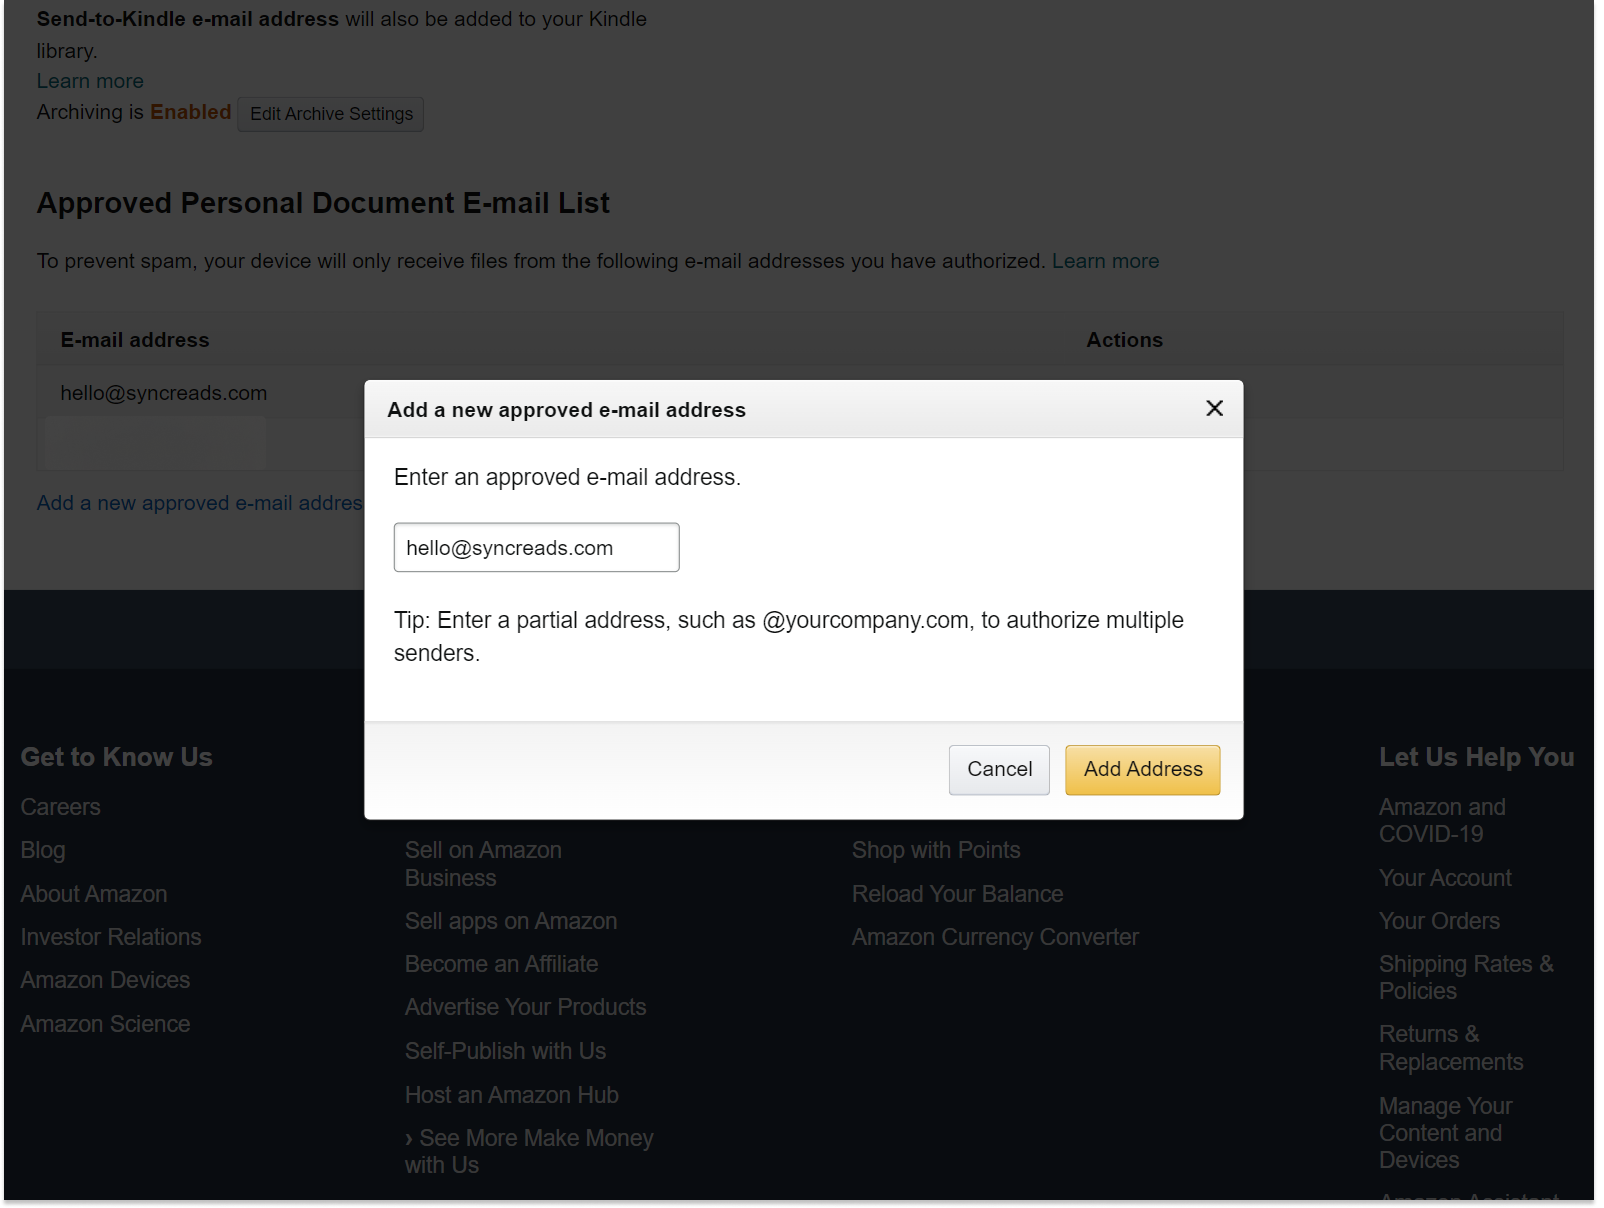 Send-to-Kindle e-mail address will also be added to your Kindle
library.
Learn more
Archiving is Enabled Edit Archive Settings
Approved Personal Document E-mail List
To prevent spam, your device will only receive files from the following e-mail addresses you have authorized. Learn more
E-mail address Actions
hello@syncreads.com
Add a new approved e-mail addres
Add a new approved e-mail address
Enter an approved e-mail address.
hello@syncreads.com
Tip: Enter a partial address, such as @yourcompany.com, to authorize multiple
senders.
Cancel Add Address
Get to Know Us
Careers
Blog
About Amazon
Investor Relations
Amazon Devices
Amazon Science
Sell on Amazon
Business
Sell apps on Amazon
Become an Affiliate
Advertise Your Products
Self-Publish with Us
Host an Amazon Hub
› See More Make Money
with Us
Shop with Points
Reload Your Balance
Amazon Currency Converter
Let Us Help You
Amazon and
COVID-19
Your Account
Your Orders
Shipping Rates &
Policies
Returns &
Replacements
Manage Your
Content and
Devices
Amazon Assistant